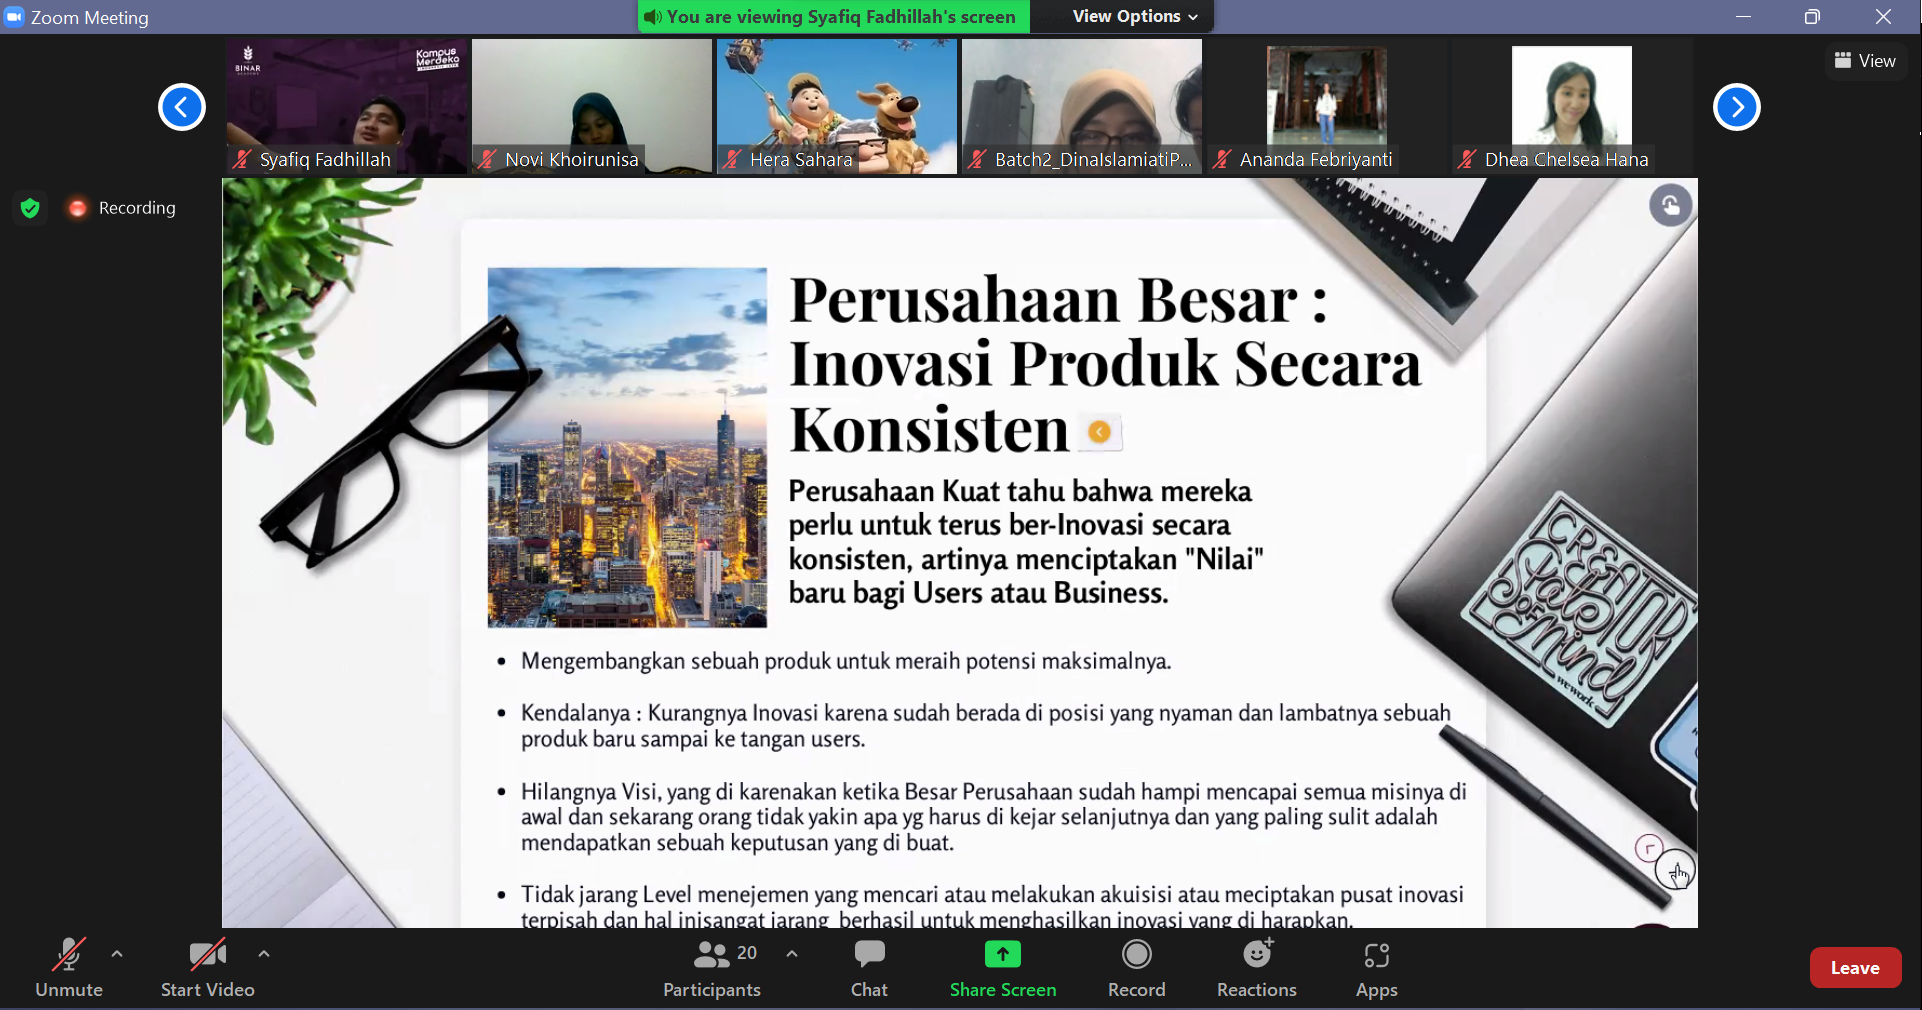 Zoom Meeting
You are viewing Syafiq Fadhillah's screen
View Options
View
BINAR
Kampus
Merdeka
Syafiq Fadhillah
Novi Khoirunisa
Hera Sahara
Batch2_DinaIslamiatiP...
Ananda Febriyanti
Dhea Chelsea Hana
Recording
Perusahaan Besar :
Inovasi Produk Secara
Konsisten
Perusahaan Kuat tahu bahwa mereka
perlu untuk terus ber-Inovasi secara
konsisten, artinya menciptakan "Nilai"
baru bagi Users atau Business.
• Mengembangkan sebuah produk untuk meraih potensi maksimalnya.
• Kendalanya : Kurangnya Inovasi karena sudah berada di posisi yang nyaman dan lambatnya sebuah
produk baru sampai ke tangan users.
• Hilangnya Visi, yang di karenakan ketika Besar Perusahaan sudah hampi mencapai semua misinya di
awal dan sekarang orang tidak yakin apa yg harus di kejar selanjutnya dan yang paling sulit adalah
mendapatkan sebuah keputusan yang di buat.
• Tidak jarang Level menejemen yang mencari atau melakukan akuisisi atau meciptakan pusat inovasi
terpisah dan hal inisangat jarang berhasil untuk menghasilkan inovasi yang di harapkan.
CREATOR
State
OF
Mind
wework
Unmute
Start Video
20
Participants
Chat
Share Screen
Record
Reactions
Apps
Leave